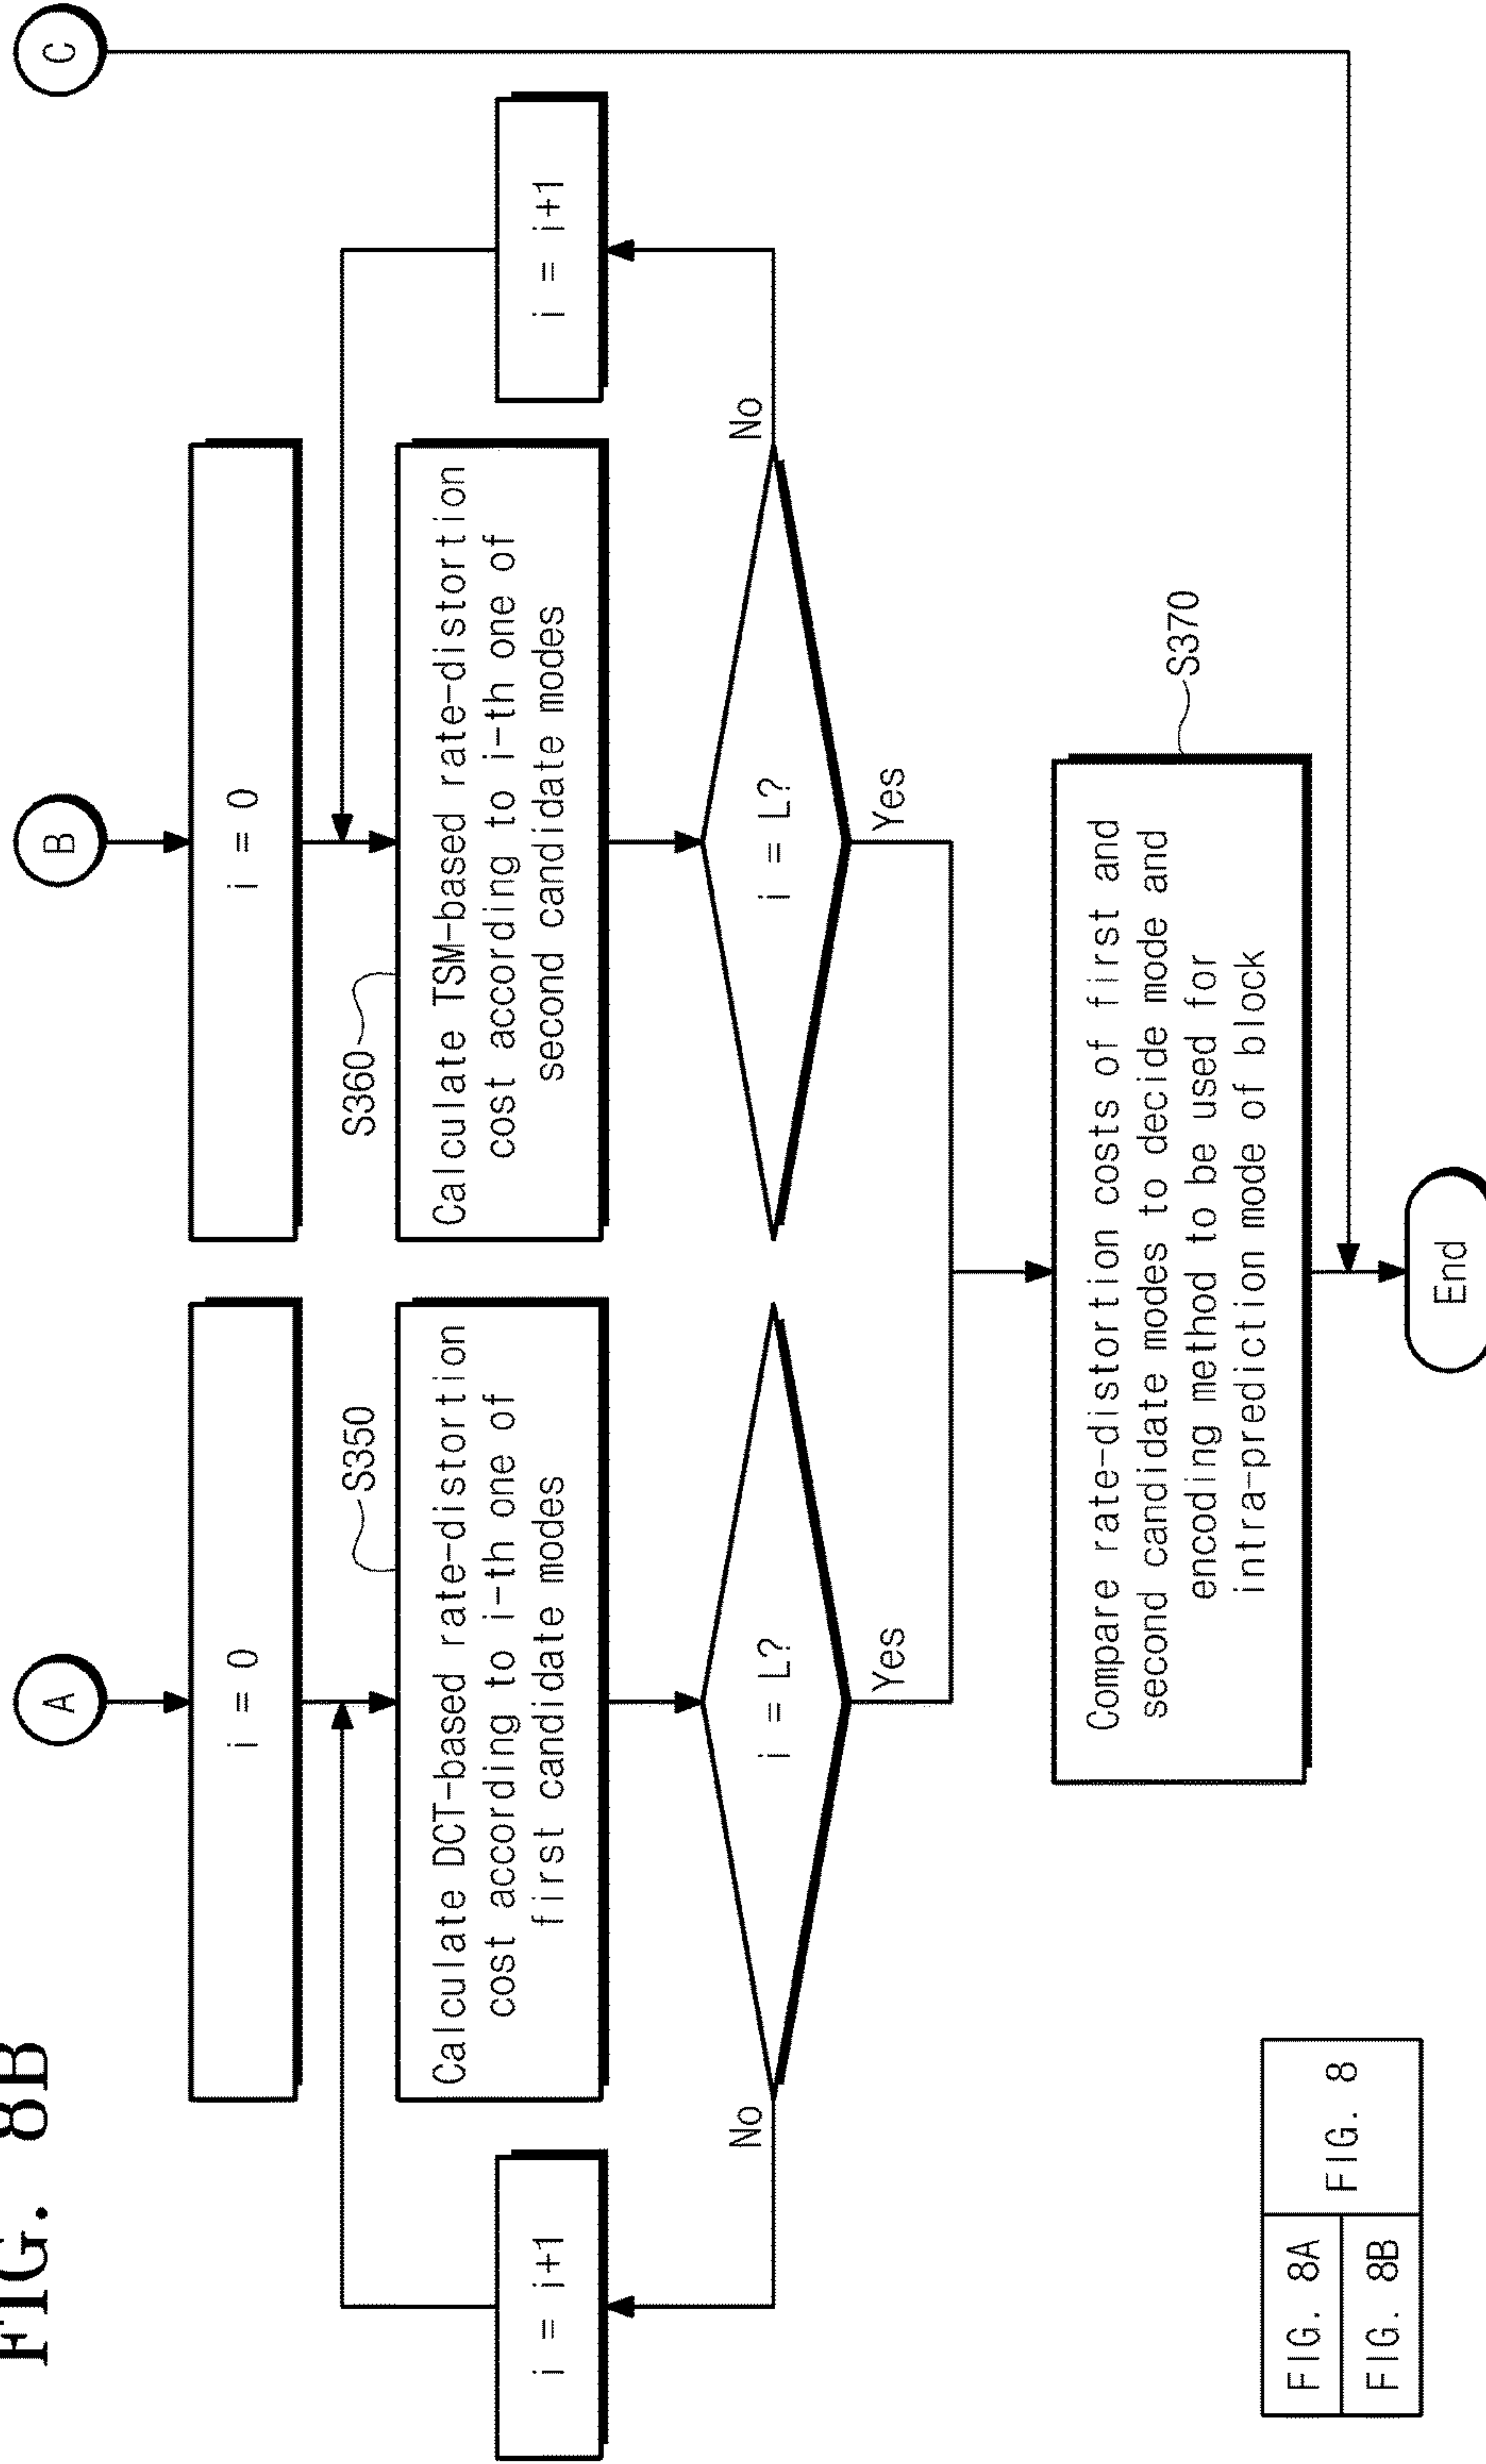 FIG. 8B
A
B
C
i = 0
i = 0
S350
S360
Calculate DCT-based rate-distortion
cost according to i-th one of
first candidate modes
Calculate TSM-based rate-distortion
cost according to i-th one of
second candidate modes
i = i+1
i = i+1
No
i = L?
Yes
i = L?
No
Yes
S370
Compare rate-distortion costs of first and
second candidate modes to decide mode and
encoding method to be used for
intra-prediction mode of block
End
FIG. 8A
FIG. 8B
FIG. 8